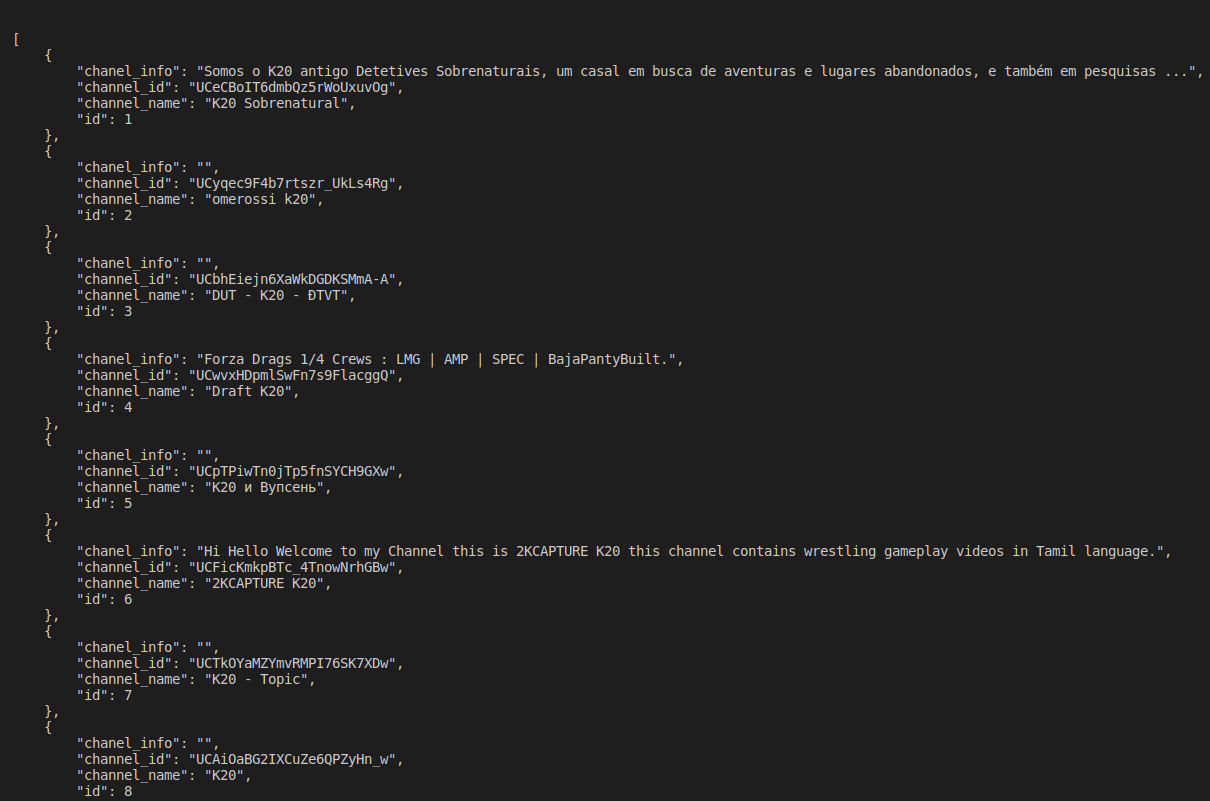 [
    {
        "chanel_info": "Somos o K20 antigo Detetives Sobrenaturais, um casal em busca de aventuras e lugares abandonados, e também em pesquisas ...",
        "channel_id": "UCeCBoIT6dmbQz5rWoUxuvOg",
        "channel_name": "K20 Sobrenatural",
        "id": 1
    },
    {
        "chanel_info": "",
        "channel_id": "UCyqec9F4b7rtszr_UkLs4Rg",
        "channel_name": "omerossi k20",
        "id": 2
    },
    {
        "chanel_info": "",
        "channel_id": "UCbhEiejn6XaWkDGDKSMmA-A",
        "channel_name": "DUT - K20 - ĐTVT",
        "id": 3
    },
    {
        "chanel_info": "Forza Drags 1/4 Crews : LMG | AMP | SPEC | BajaPantyBuilt.",
        "channel_id": "UCwvxHDpmlSwFn7s9FlacggQ",
        "channel_name": "Draft K20",
        "id": 4
    },
    {
        "chanel_info": "",
        "channel_id": "UCpTPiwTn0jTp5fnSYCH9GXw",
        "channel_name": "K20 и Вупсень",
        "id": 5
    },
    {
        "chanel_info": "Hi Hello Welcome to my Channel this is 2KCAPTURE K20 this channel contains wrestling gameplay videos in Tamil language.",
        "channel_id": "UCFicKmkpBTc_4TnowNrhGBw",
        "channel_name": "2KCAPTURE K20",
        "id": 6
    },
    {
        "chanel_info": "",
        "channel_id": "UCTkOYaMZYmvRMPI76SK7XDw",
        "channel_name": "K20 - Topic",
        "id": 7
    },
    {
        "chanel_info": "",
        "channel_id": "UCAiOaBG2IXCuZe6QPZyHn_w",
        "channel_name": "K20",
        "id": 8